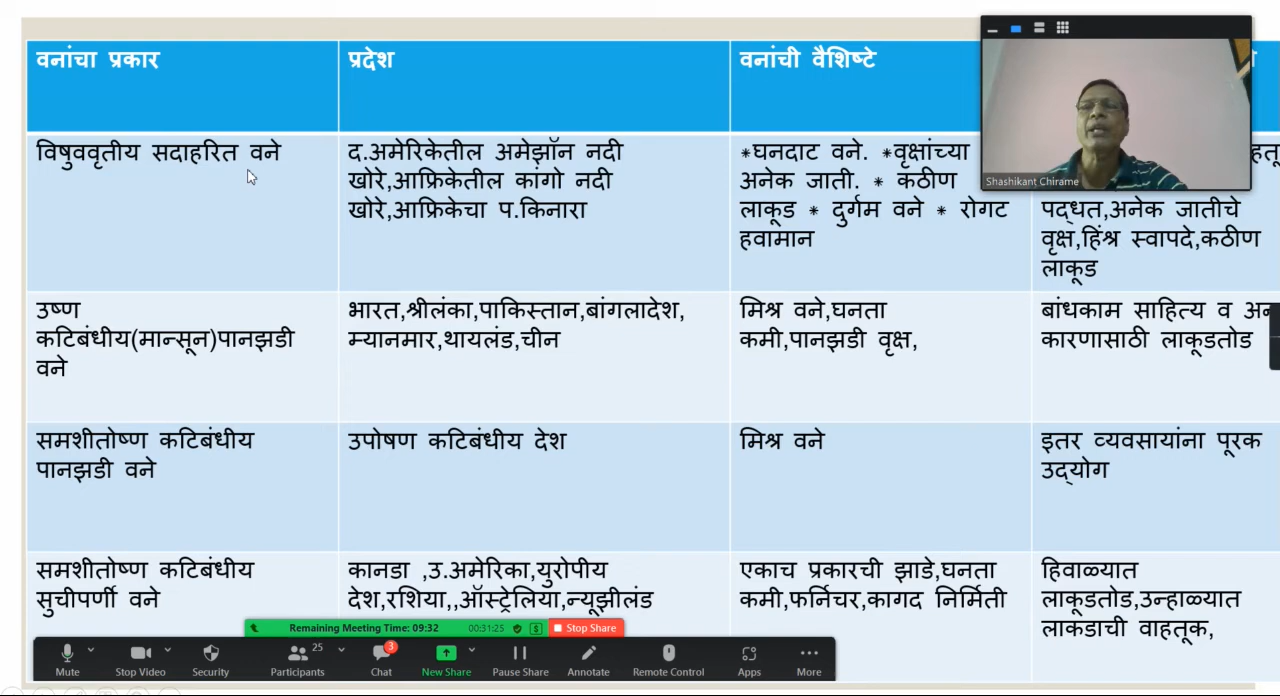 वनांचा प्रकार
प्रदेश
वनांची वैशिष्टे
विषुववृतीय सदाहरित वने
द.अमेरिकेतील अमेझॉन नदी
खोरे,आफ्रिकेतील कांगो नदी
खोरे,आफ्रिकेचा प.किनारा
*घनदाट वने. *वृक्षांच्या
अनेक जाती. * कठीण
लाकूड * दुर्गम वने * रोगट
हवामान
पद्धत,अनेक जातीचे
वृक्ष,हिंश्र स्वापदे,कठीण
लाकूड
उष्ण
कटिबंधीय(मान्सून)पानझडी
वने
भारत,श्रीलंका,पाकिस्तान,बांगलादेश,
म्यानमार,थायलंड,चीन
मिश्र वने,घनता
कमी,पानझडी वृक्ष,
बांधकाम साहित्य व
कारणासाठी लाकूडतोड
समशीतोष्ण कटिबंधीय
पानझडी वने
उपोषण कटिबंधीय देश
मिश्र वने
इतर व्यवसायांना पूरक
उद्योग
समशीतोष्ण कटिबंधीय
सुचीपर्णी वने
कानडा ,उ.अमेरिका,युरोपीय
देश,रशिया,,ऑस्ट्रेलिया,न्यूझीलंड
एकाच प्रकारची झाडे,घनता
कमी,फर्निचर,कागद निर्मिती
हिवाळ्यात
लाकूडतोड,उन्हाळ्यात
लाकडाची वाहतूक,
Shashikant Chirame
Remaining Meeting Time: 09:32 00:31:25 Stop Share
25 3
Mute Stop Video Security Participants Chat New Share Pause Share Annotate Remote Control Apps More